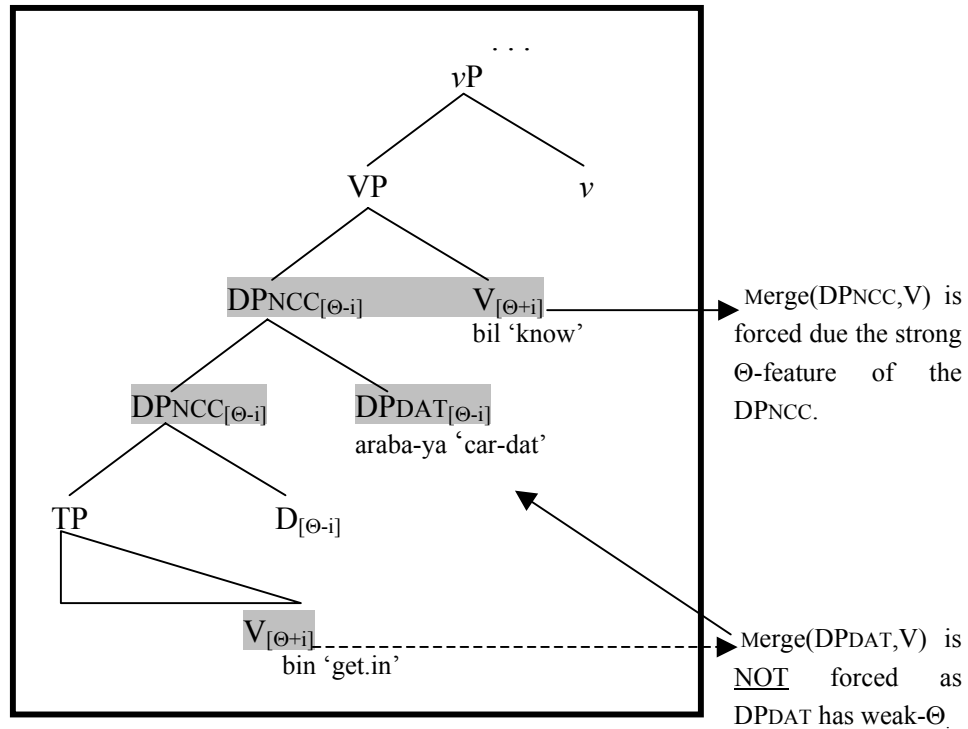 . . .
vP
VP v
DPNCC[Θ-i] V[Θ+i]
bil ‘know’
Merge(DPNCC,V) is
forced due the strong
Θ-feature of the
DPNCC.
DPNCC[Θ-i] DPDAT[Θ-i]
araba-ya ‘car-dat’
TP D[Θ-i]
V[Θ+i]
bin ‘get.in’
Merge(DPDAT,V) is
NOT forced as
DPDAT has weak-Θ.